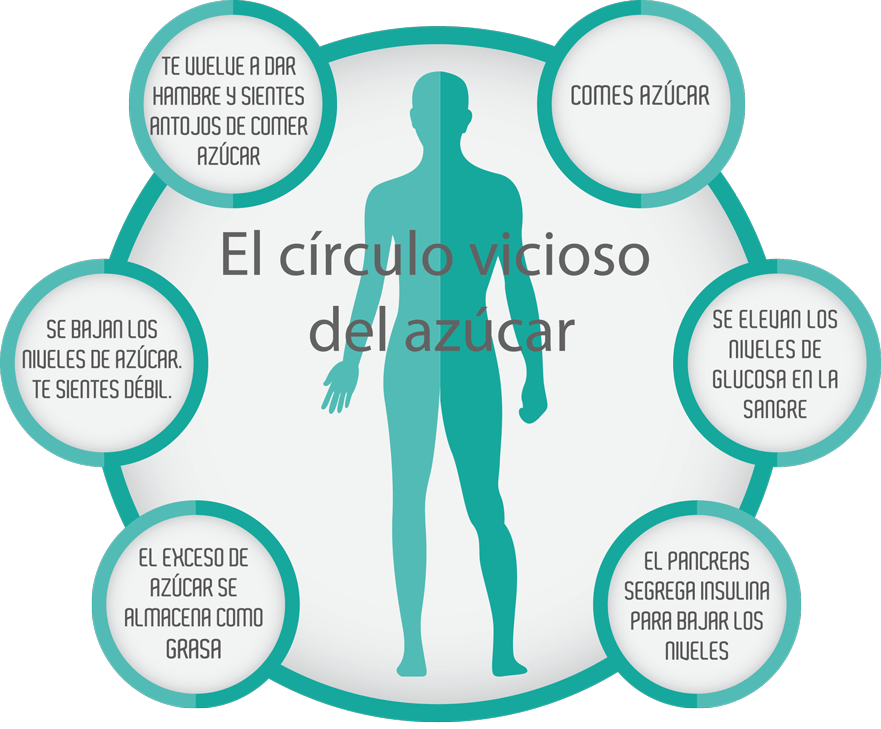 El círculo vicioso
del azúcar
COMES AZÚCAR
SE ELEVAN LOS
NIVELES DE
GLUCOSA EN LA
SANGRE
EL PANCREAS
SEGREGA INSULINA
PARA BAJAR LOS
NIVELES
EL EXCESO DE
AZÚCAR SE
ALMACENA COMO
GRASA
SE BAJAN LOS
NIVELES DE AZÚCAR.
TE SIENTES DÉBIL.
TE VUELVE A DAR
HAMBRE Y SIENTES
ANTOJOS DE COMER
AZÚCAR